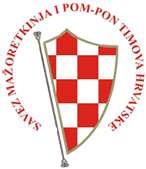 SAVEZ MAŽORETKINJA I POM-PON TIMOVA HRVATSKE